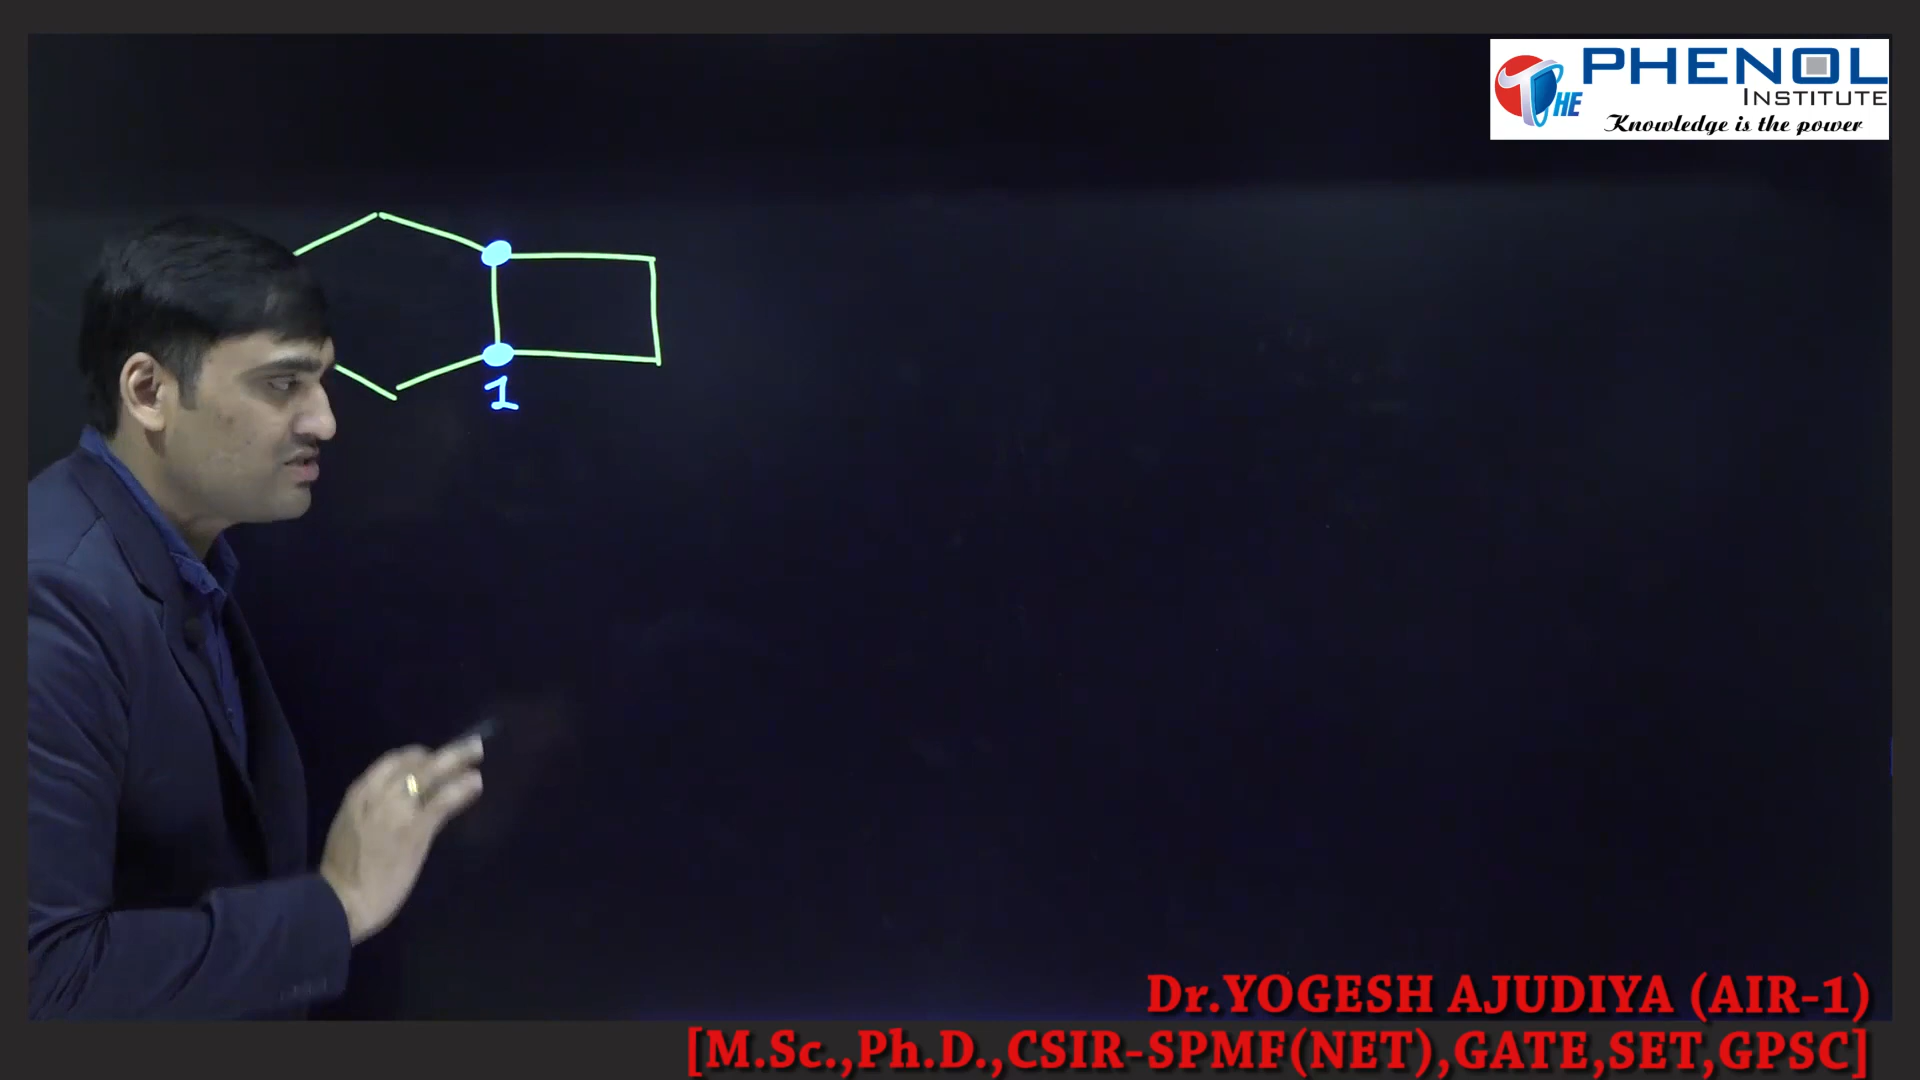 THE PHENOL
INSTITUTE
Knowledge is the power
1
Dr.YOGESH AJUDIYA (AIR-1)
[M.Sc.,Ph.D.,CSIR-SPMF(NET),GATE,SET,GPSC]